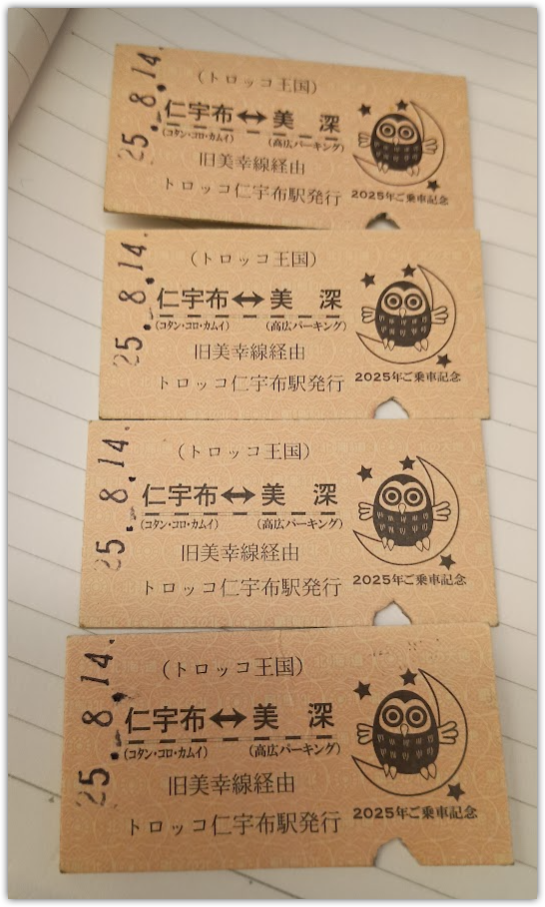 25. 8. 14.
(トロッコ王国)
仁宇布↔美 深
(コタン・コロ・カムイ) (高広パーキング)
旧美幸線経由
トロッコ仁宇布駅発行
2025年ご乗車記念
25. 8. 14.
(トロッコ王国)
仁宇布↔美 深
(コタン・コロ・カムイ) (高広パーキング)
旧美幸線経由
トロッコ仁宇布駅発行
2025年ご乗車記念
25. 8. 14.
(トロッコ王国)
仁宇布↔美 深
(コタン・コロ・カムイ) (高広パーキング)
旧美幸線経由
トロッコ仁宇布駅発行
2025年ご乗車記念
25. 8. 14.
(トロッコ王国)
仁宇布↔美 深
(コタン・コロ・カムイ) (高広パーキング)
旧美幸線経由
トロッコ仁宇布駅発行
2025年ご乗車記念